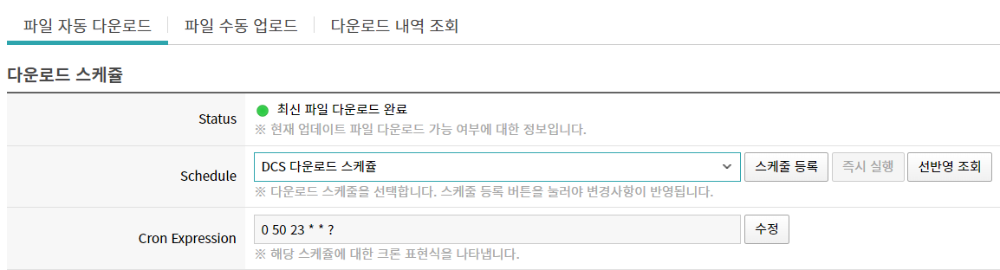 파일 자동 다운로드 파일 수동 업로드 다운로드 내역 조회
다운로드 스케쥴
Status
최신 파일 다운로드 완료
※ 현재 업데이트 파일 다운로드 가능 여부에 대한 정보입니다.
Schedule
DCS 다운로드 스케쥴 스케줄 등록 즉시 실행 선반영 조회
※ 다운로드 스케줄을 선택합니다. 스케줄 등록 버튼을 눌러야 변경사항이 반영됩니다.
Cron Expression
0 50 23 * * ? 수정
※ 해당 스케쥴에 대한 크론 표현식을 나타냅니다.